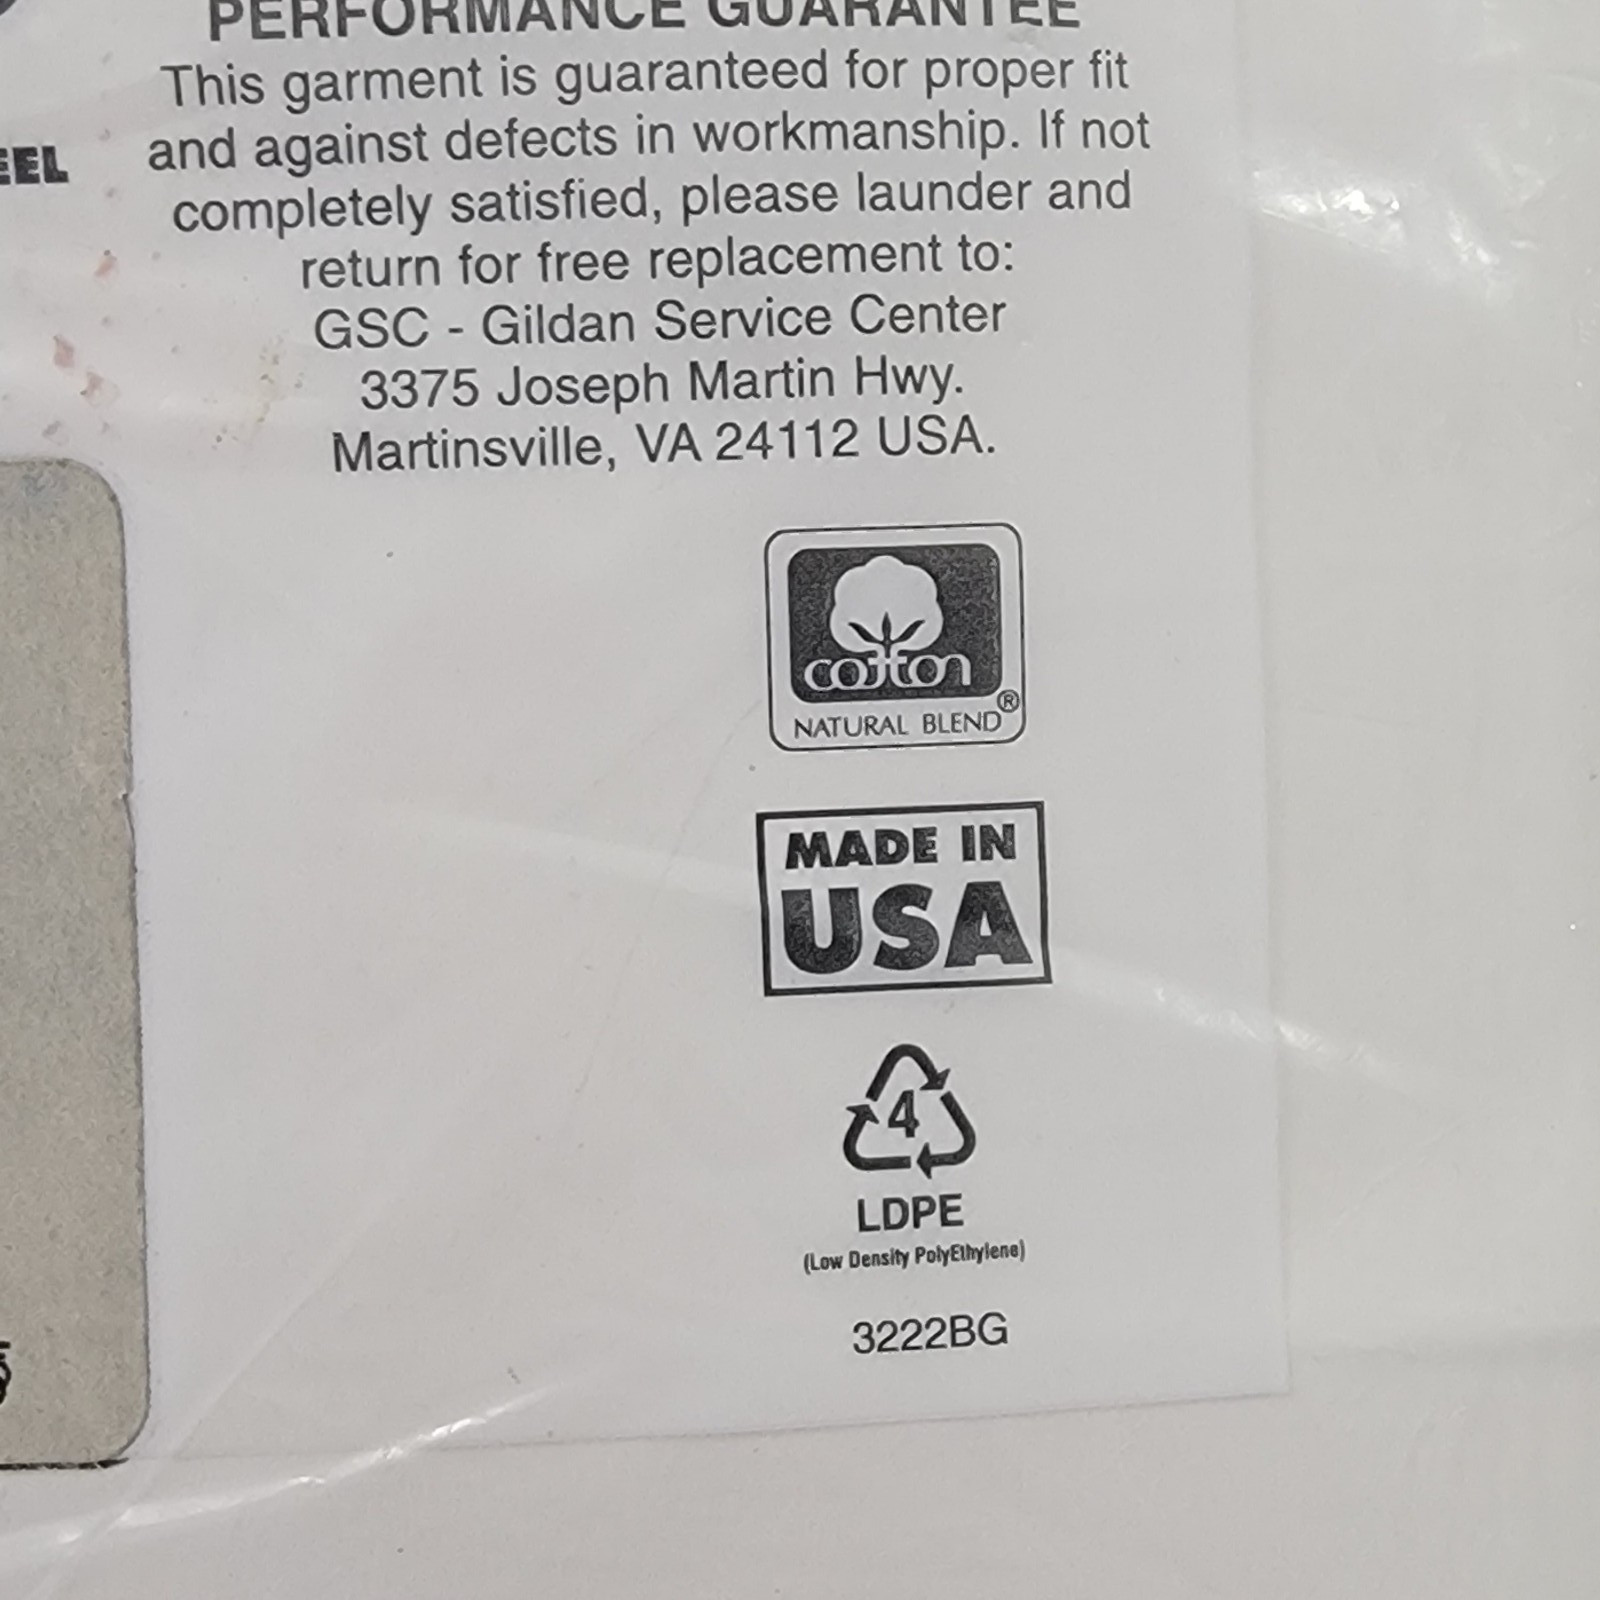 PERFORMANCE GUARANTEE
This garment is guaranteed for proper fit
and against defects in workmanship. If not
completely satisfied, please launder and
return for free replacement to:
GSC - Gildan Service Center
3375 Joseph Martin Hwy.
Martinsville, VA 24112 USA.
cotton
NATURAL BLEND®
MADE IN
USA
4
LDPE
(Low Density PolyEthylene)
3222BG